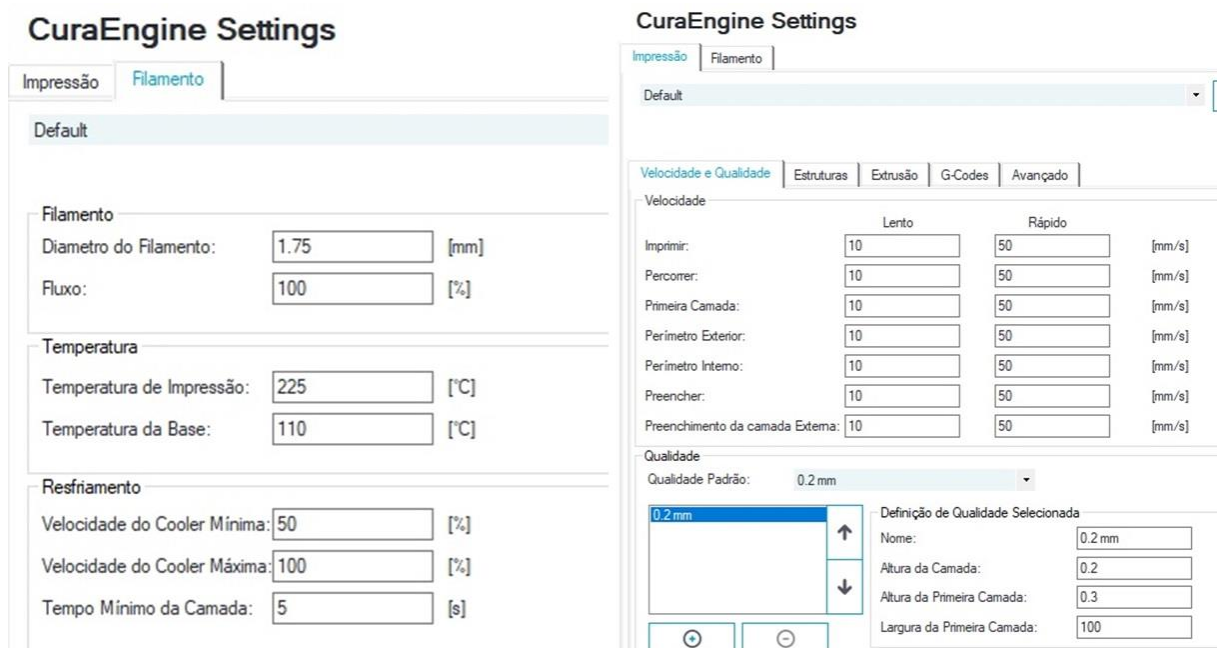 CuraEngine Settings
Impressão Filamento
Default
Filamento
Diametro do Filamento: 1.75 [mm]
Fluxo: 100 [%]
Temperatura
Temperatura de Impressão: 225 [°C]
Temperatura da Base: 110 [°C]
Resfriamento
Velocidade do Cooler Mínima: 50 [%]
Velocidade do Cooler Máxima: 100 [%]
Tempo Mínimo da Camada: 5 [s]
CuraEngine Settings
Impressão Filamento
Default
Velocidade e Qualidade Estruturas Extrusão G-Codes Avançado
Velocidade
Lento Rápido
Imprimir: 10 50 [mm/s]
Percorrer: 10 50 [mm/s]
Primeira Camada: 10 50 [mm/s]
Perímetro Exterior: 10 50 [mm/s]
Perímetro Interno: 10 50 [mm/s]
Preencher: 10 50 [mm/s]
Preenchimento da camada Externa: 10 50 [mm/s]
Qualidade
Qualidade Padrão: 0.2 mm
0.2 mm
Definição de Qualidade Selecionada
Nome: 0.2 mm
Altura da Camada: 0.2
Altura da Primeira Camada: 0.3
Largura da Primeira Camada: 100